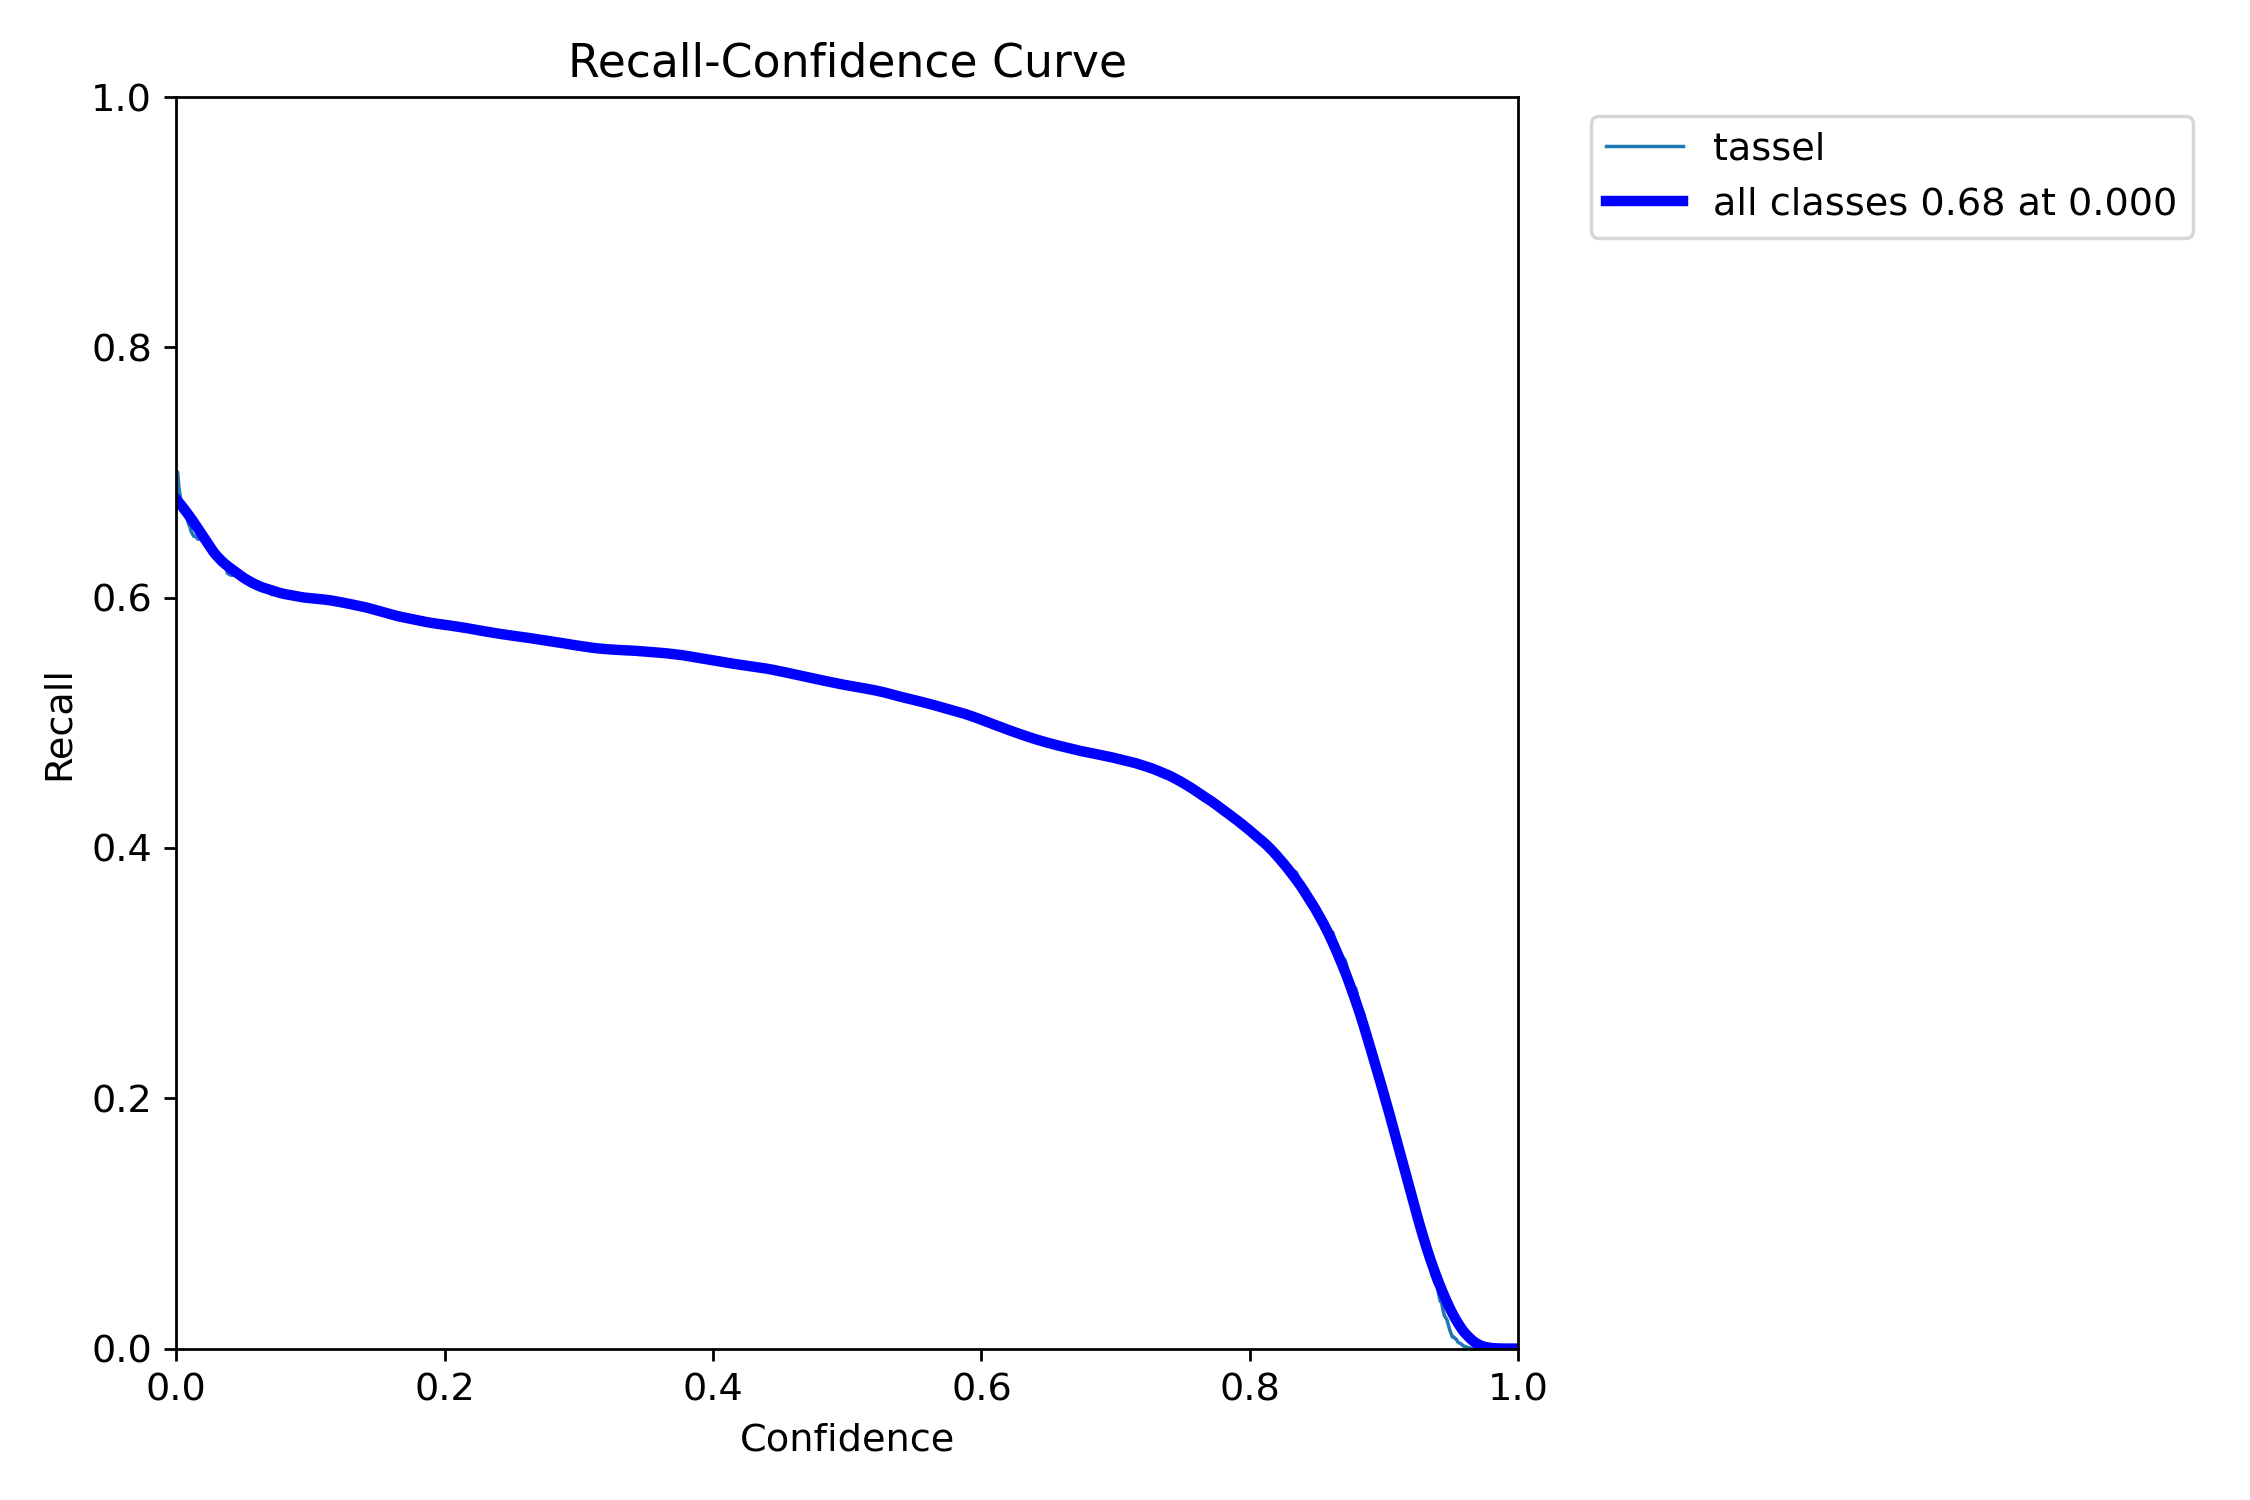 Recall-Confidence Curve
1.0
0.8
0.6
0.4
0.2
0.0
Recall
0.0 0.2 0.4 0.6 0.8 1.0
Confidence
tassel
all classes 0.68 at 0.000